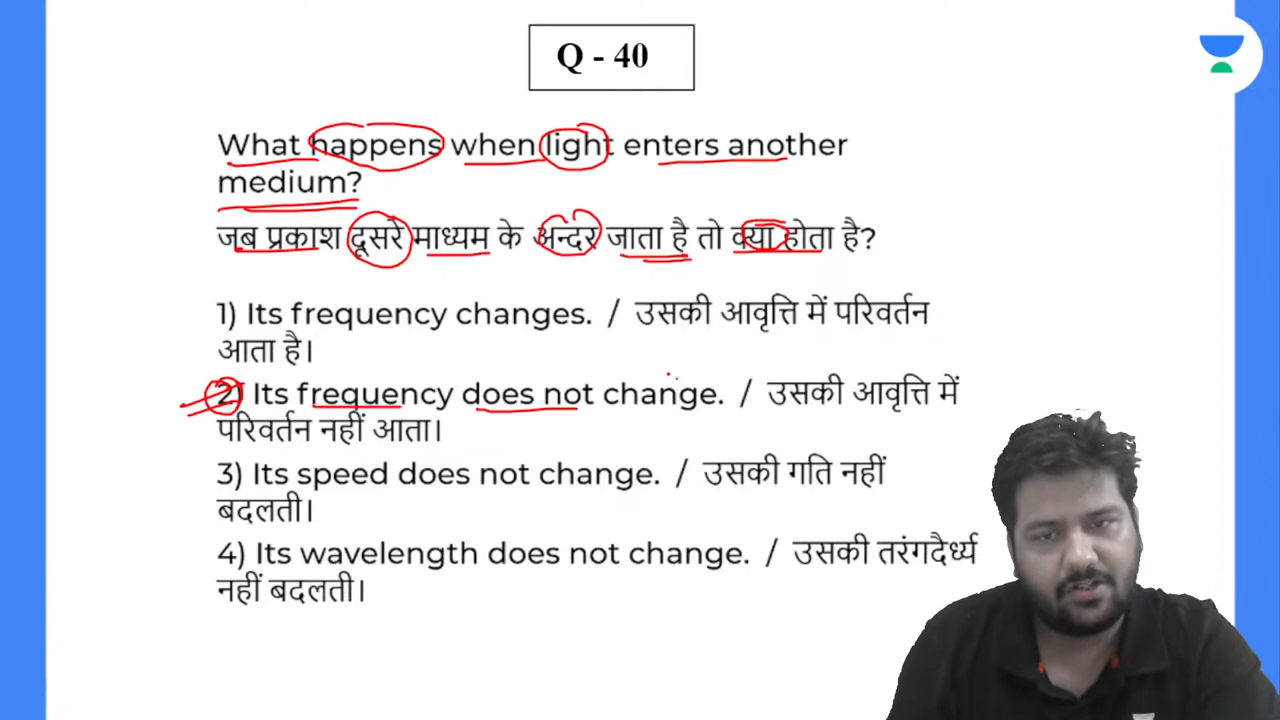 Q - 40
What happens when light enters another
medium?
जब प्रकाश दूसरे माध्यम के अन्दर जाता है तो क्या होता है?
1) Its frequency changes. / उसकी आवृत्ति में परिवर्तन
आता है।
2) Its frequency does not change. / उसकी आवृत्ति में
परिवर्तन नहीं आता।
3) Its speed does not change. / उसकी गति नहीं
बदलती।
4) Its wavelength does not change. / उसकी तरंगदैर्ध्य
नहीं बदलती।